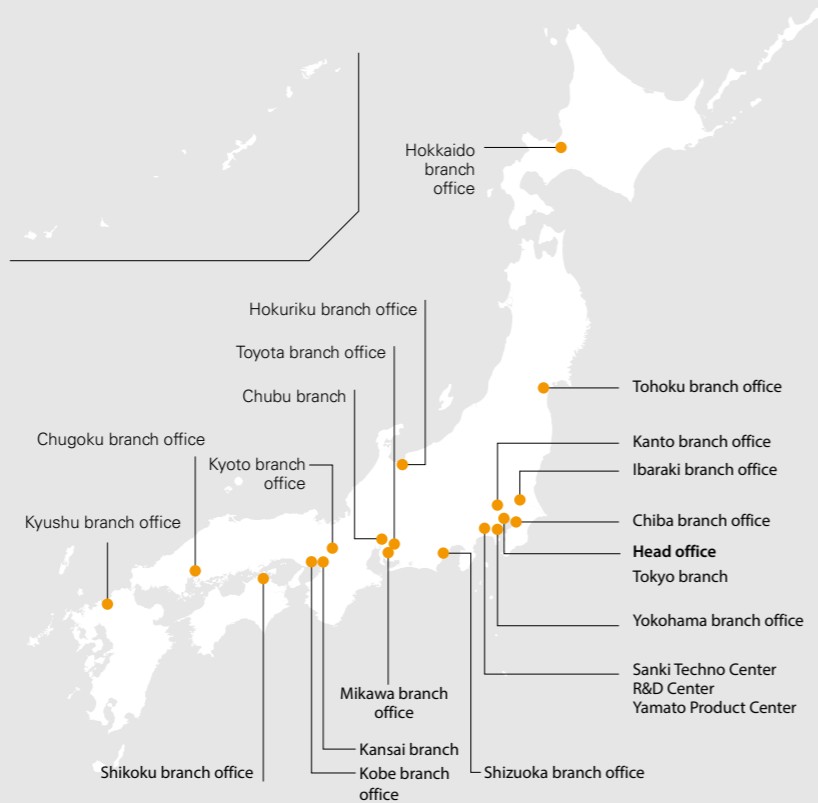 Hokkaido
branch
office
Hokuriku branch office
Toyota branch office
Chubu branch
Chugoku branch office
Kyoto branch
office
Kyushu branch office
Tohoku branch office
Kanto branch office
Ibaraki branch office
Chiba branch office
Head office
Tokyo branch
Yokohama branch office
Sanki Techno Center
R&D Center
Yamato Product Center
Mikawa branch
office
Kansai branch
Kobe branch
office
Shikoku branch office
Shizuoka branch office